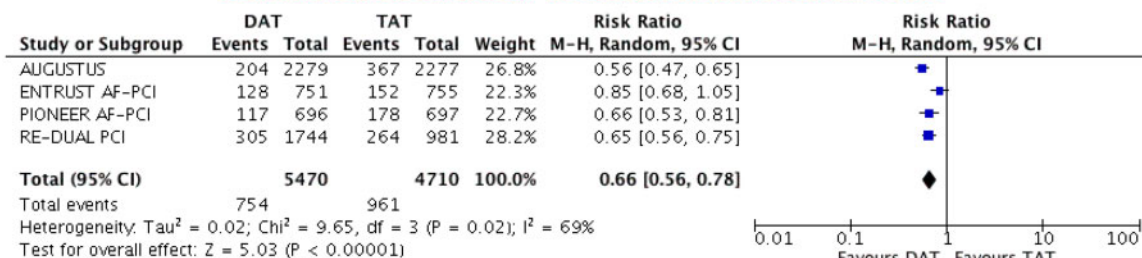 DAT TAT Risk Ratio Risk Ratio
Study or Subgroup Events Total Events Total Weight M-H, Random, 95% CI M-H, Random, 95% CI
AUGUSTUS 204 2279 367 2277 26.8% 0.56 [0.47, 0.65]
ENTRUST AF-PCI 128 751 152 755 22.3% 0.85 [0.68, 1.05]
PIONEER AF-PCI 117 696 178 697 22.7% 0.66 [0.53, 0.81]
RE-DUAL PCI 305 1744 264 981 28.2% 0.65 [0.56, 0.75]
Total (95% CI) 5470 4710 100.0% 0.66 [0.56, 0.78]
Total events 754 961
Heterogeneity: Tau² = 0.02; Chi² = 9.65, df = 3 (P = 0.02); I² = 69%
Test for overall effect: Z = 5.03 (P < 0.00001)
0.01 0.1 1 10 100
Favours DAT Favours TAT